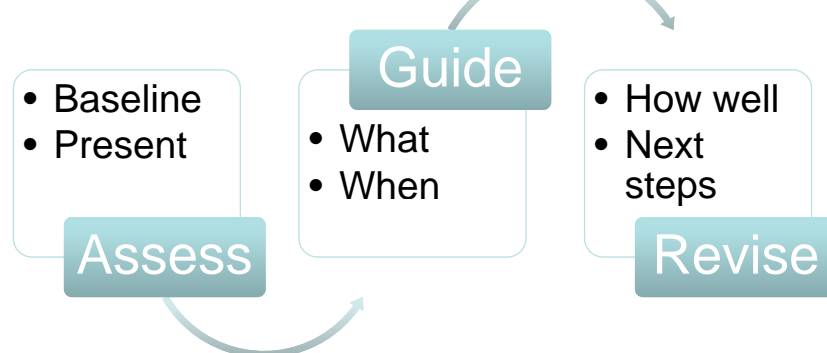 • Baseline
• Present
Assess
Guide
• What
• When
• How well
• Next
steps
Revise